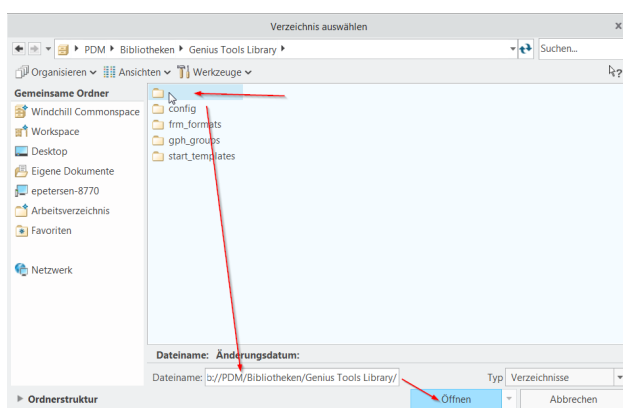 Verzeichnis auswählen x
PDM Bibliotheken Genius Tools Library Suchen...
Organisieren Ansichten Werkzeuge ?
Gemeinsame Ordner
Windchill Commonspace
Workspace
Desktop
Eigene Dokumente
epetersen-8770
Arbeitsverzeichnis
Favoriten
Netzwerk
config
frm_formats
gph_groups
start_templates
Dateiname: Änderungsdatum:
Dateiname: b://PDM/Bibliotheken/Genius Tools Library/ Typ Verzeichnisse
Ordnerstruktur Öffnen Abbrechen